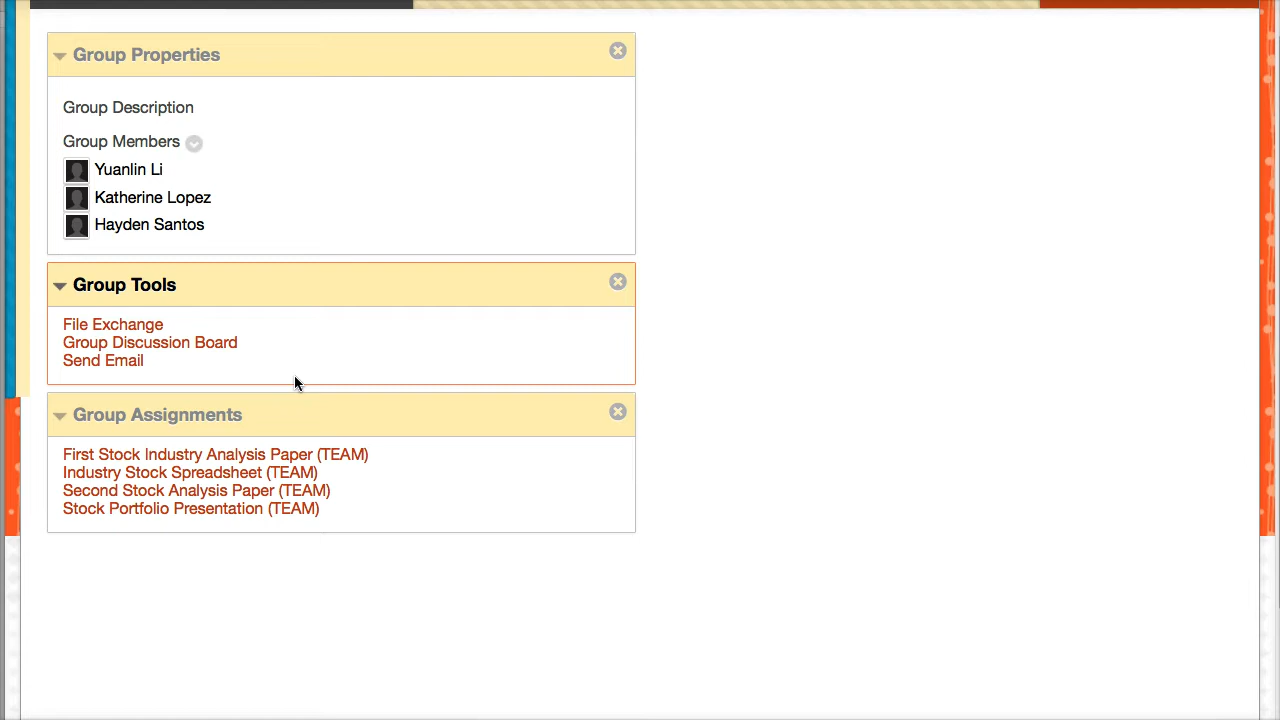 Group Properties
Group Description
Group Members
Yuanlin Li
Katherine Lopez
Hayden Santos
Group Tools
File Exchange
Group Discussion Board
Send Email
Group Assignments
First Stock Industry Analysis Paper (TEAM)
Industry Stock Spreadsheet (TEAM)
Second Stock Analysis Paper (TEAM)
Stock Portfolio Presentation (TEAM)